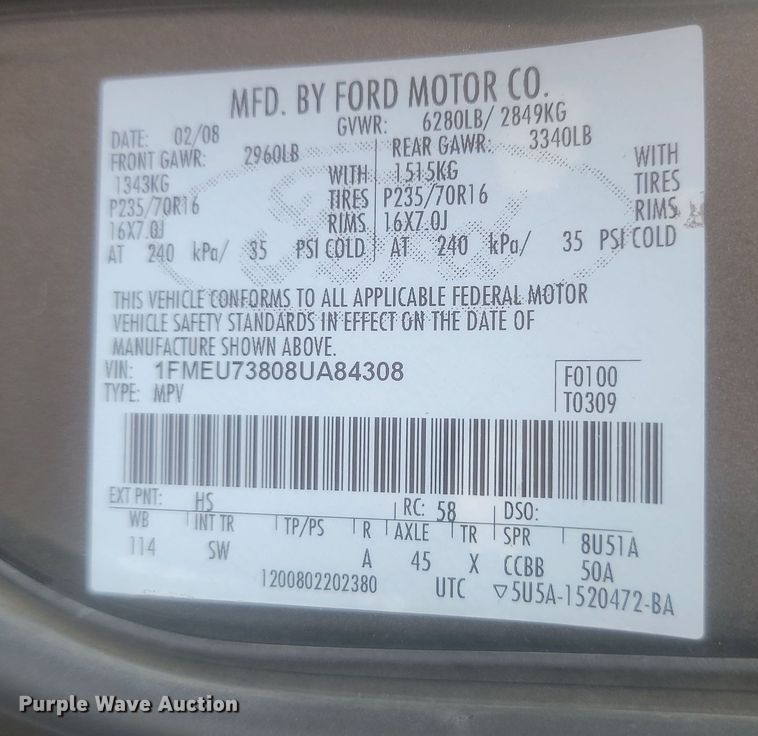 MFD. BY FORD MOTOR CO.
DATE: 02/08 GVWR: 6280LB/ 2849KG
FRONT GAWR: 2960LB REAR GAWR: 3340LB
1343KG WITH 1515KG WITH
P235/70R16 TIRES P235/70R16 TIRES
16X7.0J RIMS 16X7.0J RIMS
AT 240 kPa/ 35 PSI COLD AT 240 kPa/ 35 PSI COLD
THIS VEHICLE CONFORMS TO ALL APPLICABLE FEDERAL MOTOR
VEHICLE SAFETY STANDARDS IN EFFECT ON THE DATE OF
MANUFACTURE SHOWN ABOVE.
VIN: 1FMEU73808UA84308 F0100
TYPE: MPV T0309
EXT PNT: HS RC: 58 DSO:
WB INT TR TP/PS R AXLE TR SPR 8U51A
114 SW A 45 X CCBB 50A
1200802202380 UTC ▽5U5A-1520472-BA
Purple Wave Auction